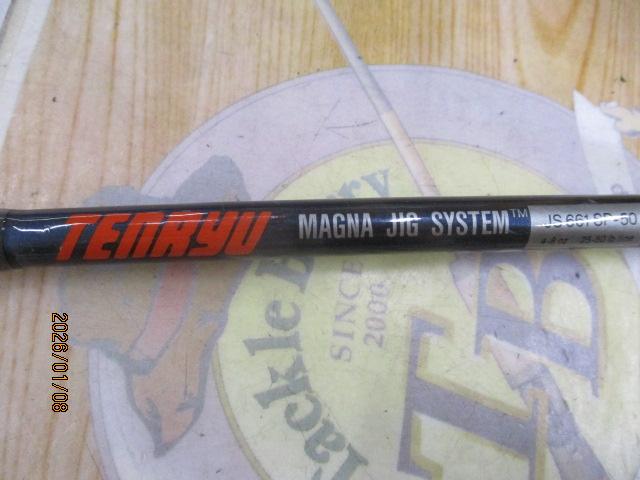 TENRYU MAGNA JIG SYSTEM™ JS 661 SP-50
Tackle Berry
SINCE
2000
TB
2026/01/08